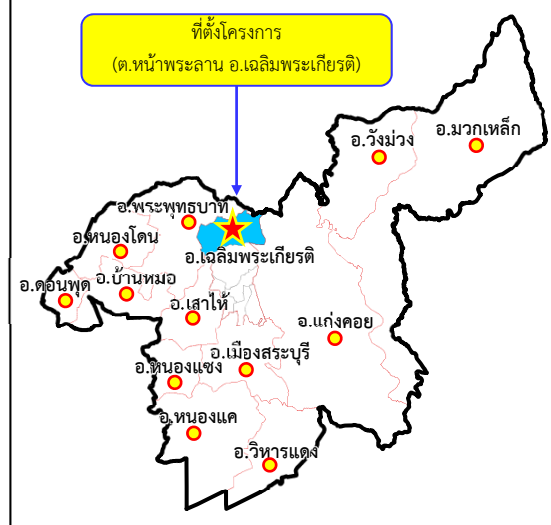 ที่ตั้งโครงการ
(ต.หน้าพระลาน อ.เฉลิมพระเกียรติ)
อ.มวกเหล็ก
อ.วังม่วง
อ.พระพุทธบาท
อ.หนองโดน
อ.เฉลิมพระเกียรติ
อ.ดอนพุด
อ.บ้านหมอ
อ.เสาไห้
อ.แก่งคอย
อ.เมืองสระบุรี
อ.หนองแซง
อ.หนองแค
อ.วิหารแดง